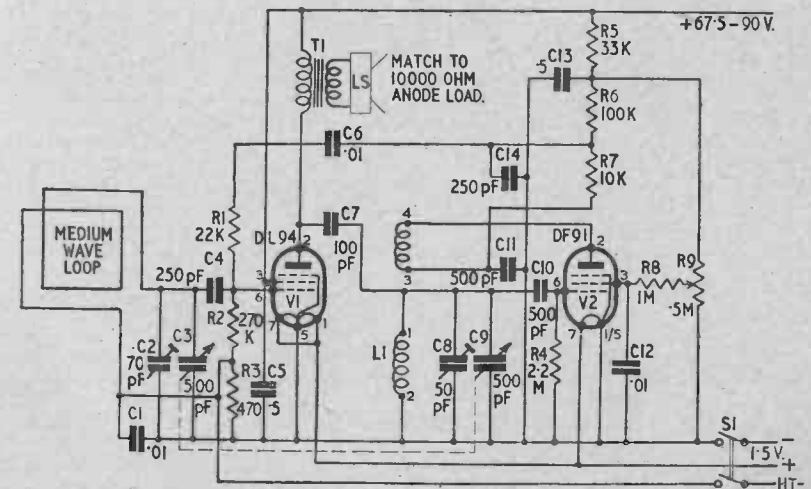 +67·5–90 V.
T1
LS
MATCH TO
10000 OHM
ANODE LOAD.
C13
·5
R5
33K
R6
100K
C6
·01
C14
250 pF
R7
10K
MEDIUM
WAVE
LOOP
R1
22K
C4
250 pF
DL94
2
3
6
V1
7
5
1
C7
100
pF
4
3
C11
500 pF
C10
500
pF
DF91
2
6
3
V2
7
1/5
R8
1M
R9
·5M
R2
270
K
C2
70
pF
C3
500
pF
R3
470
C5
·5
L1
1
2
C8
50
pF
C9
500
pF
R4
2·2
M
C12
·01
C1
·01
S1
−
1·5 V.
+
HT−